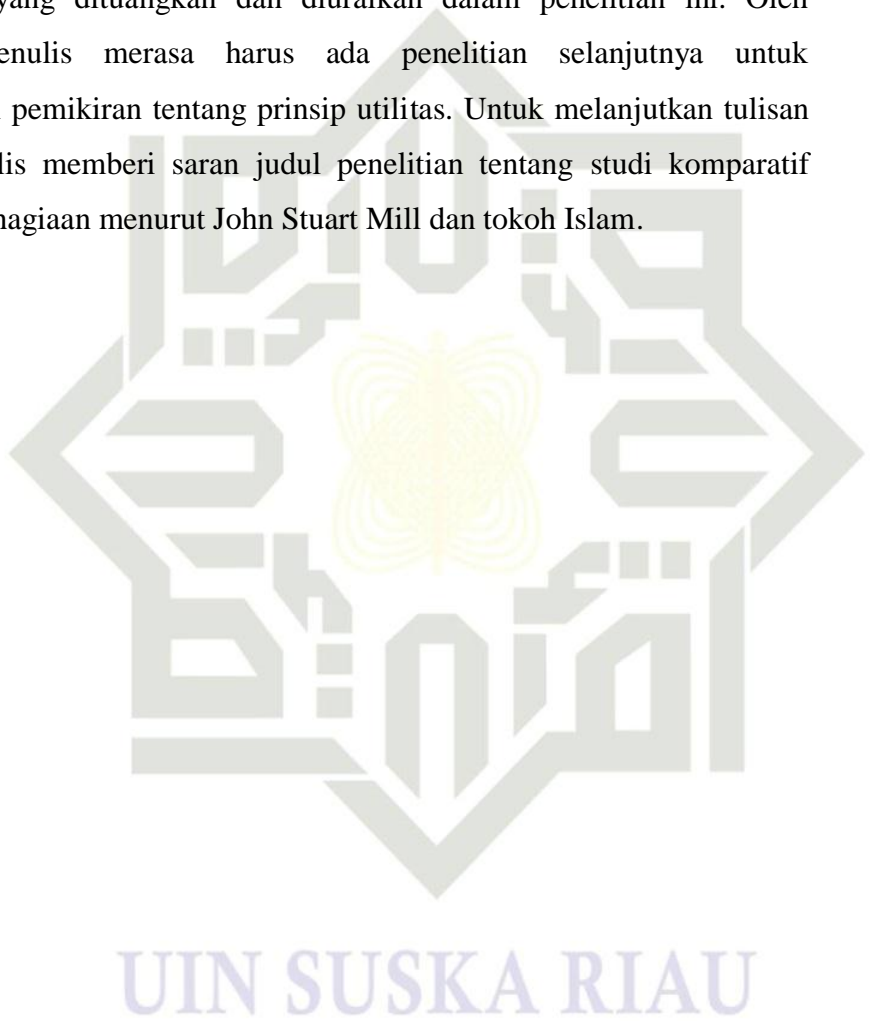 yang dituangkan dan diuraikan dalam penelitian ini. Oleh
enulis merasa harus ada penelitian selanjutnya untuk
pemikiran tentang prinsip utilitas. Untuk melanjutkan tulisan
lis memberi saran judul penelitian tentang studi komparatif
nagiaan menurut John Stuart Mill dan tokoh Islam.
UIN SUSKA RIAU